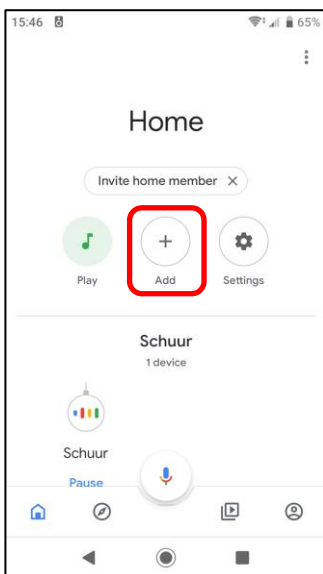 15:46 65%
Home
Invite home member
Play Add Settings
Schuur
1 device
Schuur
Pause